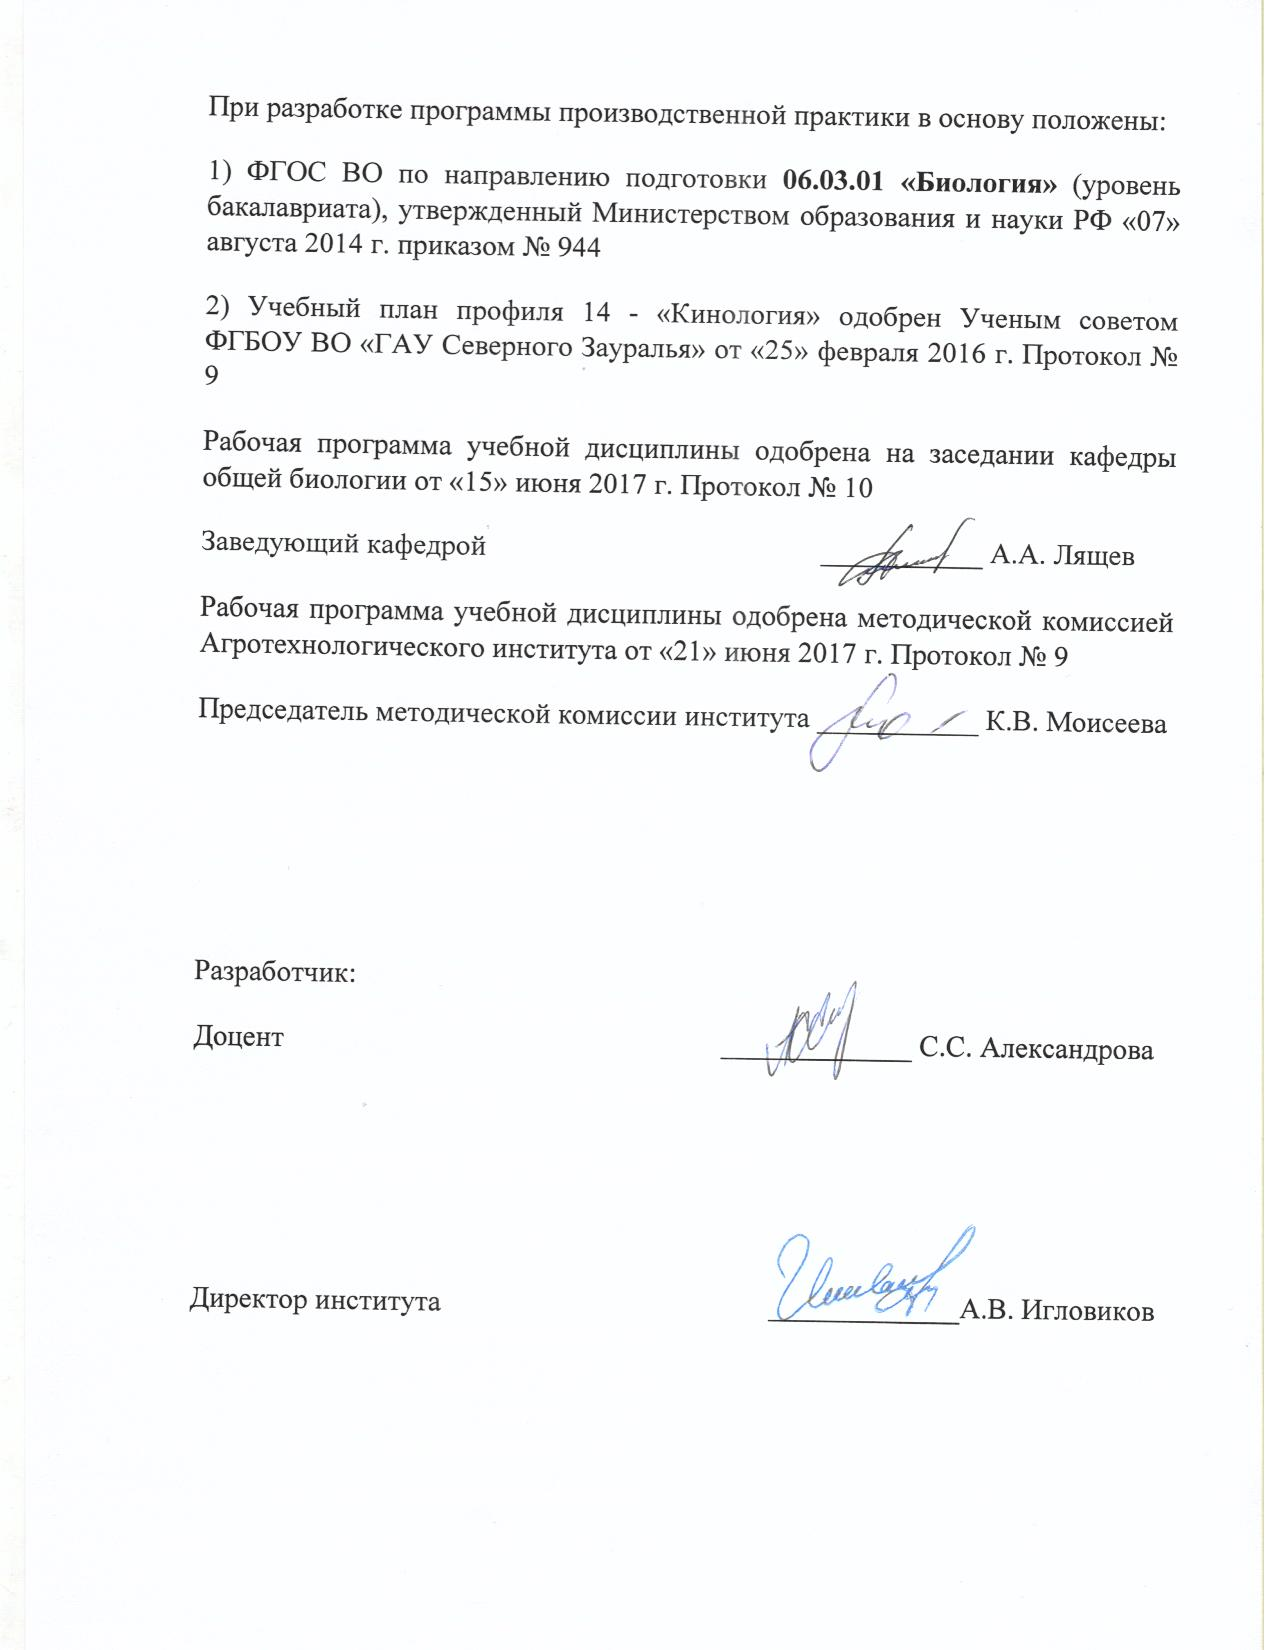 При разработке программы производственной практики в основу положены:
1) ФГОС ВО по направлению подготовки 06.03.01 «Биология» (уровень
бакалавриата), утвержденный Министерством образования и науки РФ «07»
августа 2014 г. приказом № 944
2) Учебный план профиля 14 - «Кинология» одобрен Ученым советом
ФГБОУ ВО «ГАУ Северного Зауралья» от «25» февраля 2016 г. Протокол №
9
Рабочая программа учебной дисциплины одобрена на заседании кафедры
общей биологии от «15» июня 2017 г. Протокол № 10
Заведующий кафедрой ____________ А.А. Лящев
Рабочая программа учебной дисциплины одобрена методической комиссией
Агротехнологического института от «21» июня 2017 г. Протокол № 9
Председатель методической комиссии института ____________ К.В. Моисеева
Разработчик:
Доцент ______________ С.С. Александрова
Директор института ______________А.В. Игловиков